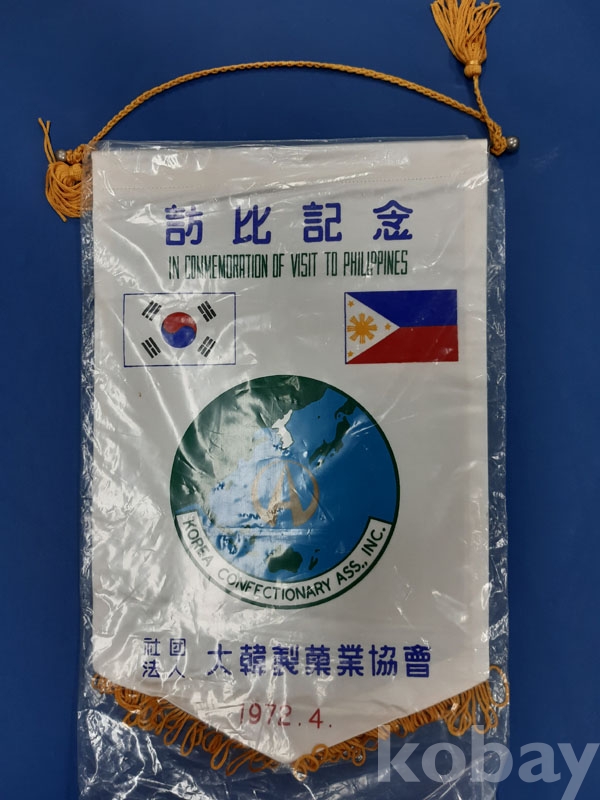 訪比記念
IN COMMEMORATION OF VISIT TO PHILIPPINES
KOREA CONFECTIONARY ASS., INC.
社團法人 大韓製菓業協會
1972.4.
kobay